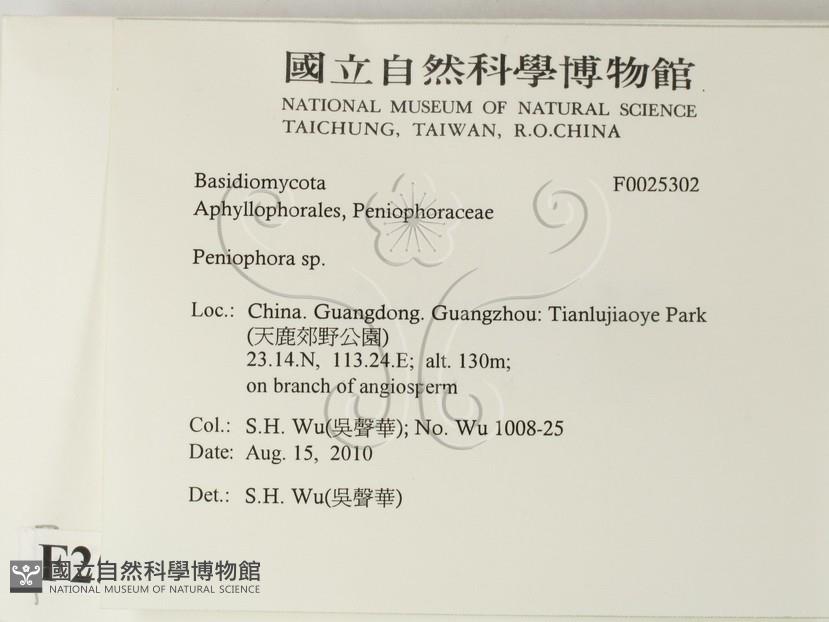 國立自然科學博物館
NATIONAL MUSEUM OF NATURAL SCIENCE
TAICHUNG, TAIWAN, R.O.CHINA
Basidiomycota F0025302
Aphyllophorales, Peniophoraceae
Peniophora sp.
Loc.: China. Guangdong. Guangzhou: Tianlujiaoye Park
(天鹿郊野公園)
23.14.N, 113.24.E; alt. 130m;
on branch of angiosperm
Col.: S.H. Wu(吳聲華); No. Wu 1008-25
Date: Aug. 15, 2010
Det.: S.H. Wu(吳聲華)
國立自然科學博物館
NATIONAL MUSEUM OF NATURAL SCIENCE